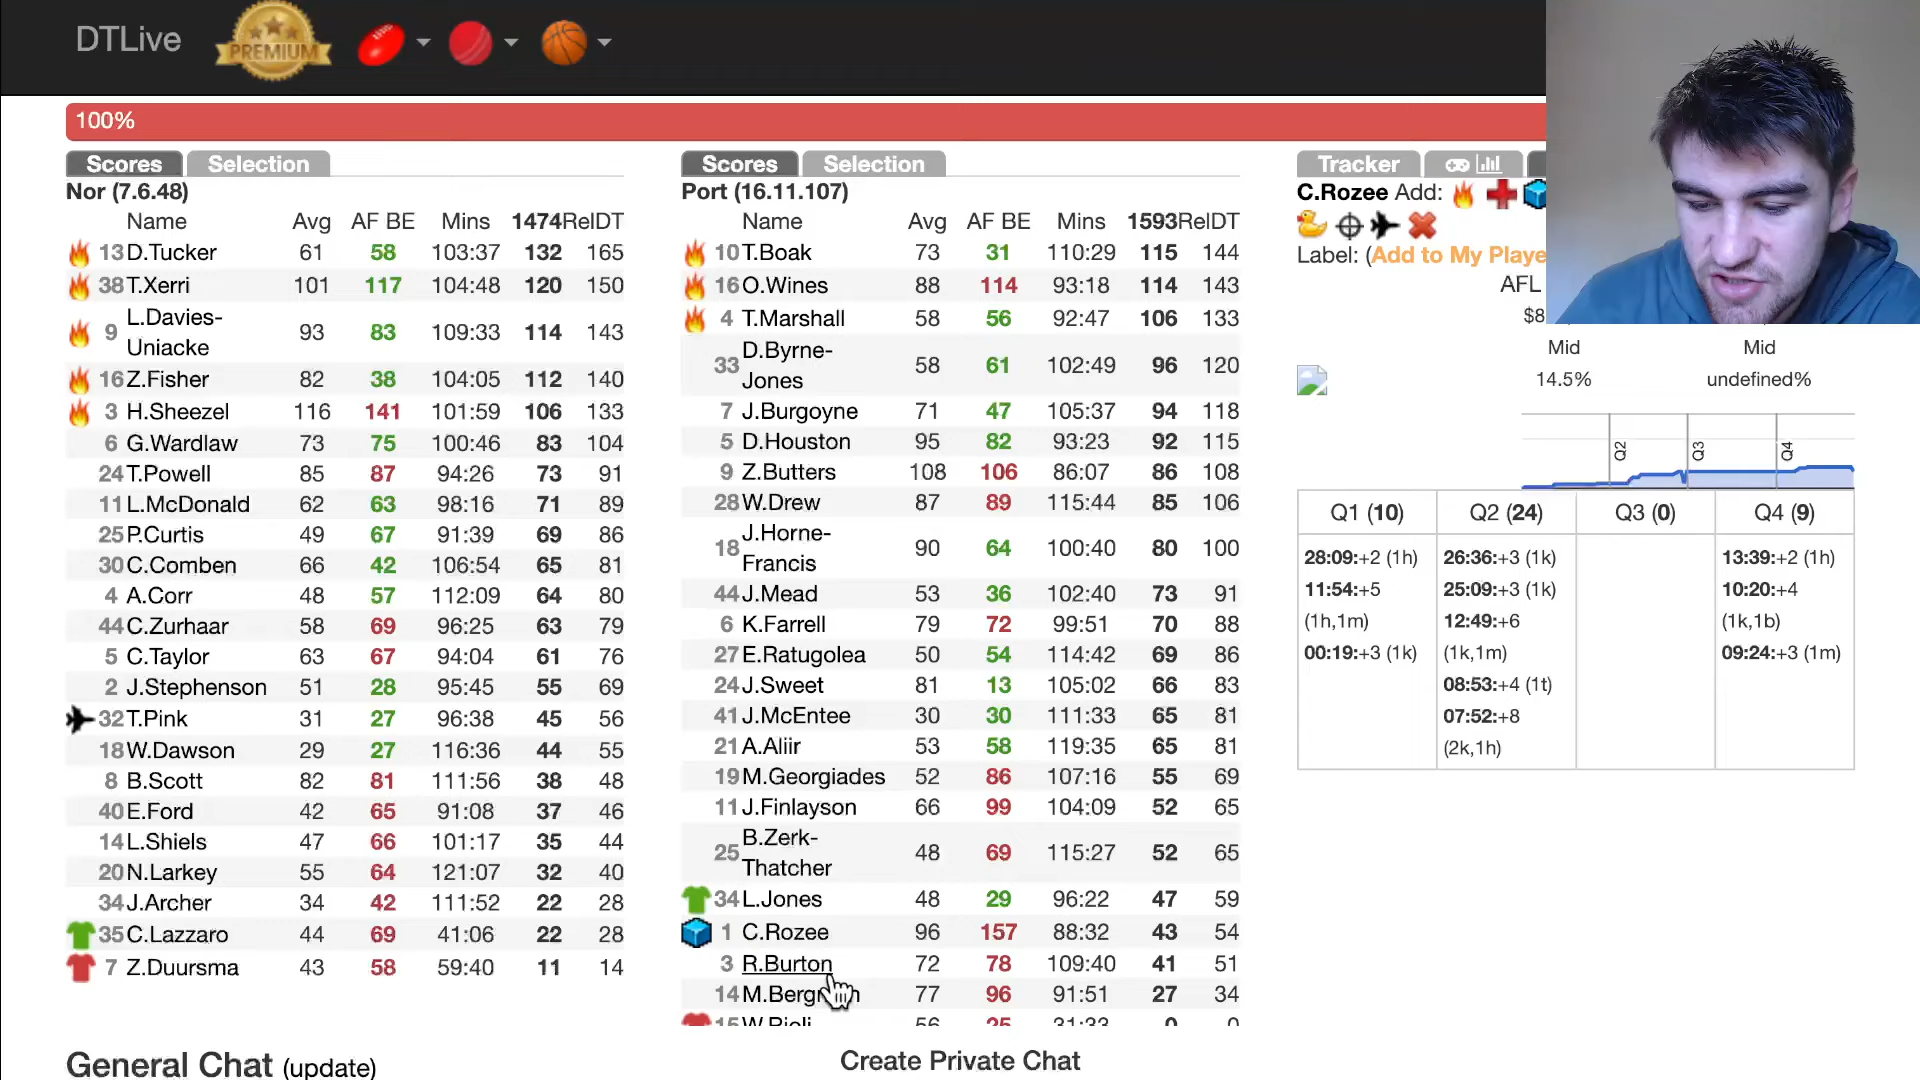 DTLive
PREMIUM
100%
Scores Selection
Nor (7.6.48)
Name Avg AF BE Mins 1474 RelDT
13 D.Tucker 61 58 103:37 132 165
38 T.Xerri 101 117 104:48 120 150
9 L.Davies-Uniacke 93 83 109:33 114 143
16 Z.Fisher 82 38 104:05 112 140
3 H.Sheezel 116 141 101:59 106 133
6 G.Wardlaw 73 75 100:46 83 104
24 T.Powell 85 87 94:26 73 91
11 L.McDonald 62 63 98:16 71 89
25 P.Curtis 49 67 91:39 69 86
30 C.Comben 66 42 106:54 65 81
4 A.Corr 48 57 112:09 64 80
44 C.Zurhaar 58 69 96:25 63 79
5 C.Taylor 63 67 94:04 61 76
2 J.Stephenson 51 28 95:45 55 69
32 T.Pink 31 27 96:38 45 56
18 W.Dawson 29 27 116:36 44 55
8 B.Scott 82 81 111:56 38 48
40 E.Ford 42 65 91:08 37 46
14 L.Shiels 47 66 101:17 35 44
20 N.Larkey 55 64 121:07 32 40
34 J.Archer 34 42 111:52 22 28
35 C.Lazzaro 44 69 41:06 22 28
7 Z.Duursma 43 58 59:40 11 14
Scores Selection
Port (16.11.107)
Name Avg AF BE Mins 1593 RelDT
10 T.Boak 73 31 110:29 115 144
16 O.Wines 88 114 93:18 114 143
4 T.Marshall 58 56 92:47 106 133
33 D.Byrne-Jones 58 61 102:49 96 120
7 J.Burgoyne 71 47 105:37 94 118
5 D.Houston 95 82 93:23 92 115
9 Z.Butters 108 106 86:07 86 108
28 W.Drew 87 89 115:44 85 106
18 J.Horne-Francis 90 64 100:40 80 100
44 J.Mead 53 36 102:40 73 91
6 K.Farrell 79 72 99:51 70 88
27 E.Ratugolea 50 54 114:42 69 86
24 J.Sweet 81 13 105:02 66 83
41 J.McEntee 30 30 111:33 65 81
21 A.Aliir 53 58 119:35 65 81
19 M.Georgiades 52 86 107:16 55 69
11 J.Finlayson 66 99 104:09 52 65
25 B.Zerk-Thatcher 48 69 115:27 52 65
34 L.Jones 48 29 96:22 47 59
1 C.Rozee 96 157 88:32 43 54
3 R.Burton 72 78 109:40 41 51
14 77 96 91:51 27 34
15 W.Rioli 56 25 31:33 0 0
Tracker
C.Rozee Add:
Label: (Add to My Playe
AFL
$8
Mid Mid
14.5% undefined%
Q2 Q3 Q4
Q1 (10) Q2 (24) Q3 (0) Q4 (9)
28:09:+2 (1h)
11:54:+5
(1h,1m)
00:19:+3 (1k)
26:36:+3 (1k)
25:09:+3 (1k)
12:49:+6
(1k,1m)
08:53:+4 (1t)
07:52:+8
(2k,1h)
13:39:+2 (1h)
10:20:+4
(1k,1b)
09:24:+3 (1m)
General Chat (update)
Create Private Chat